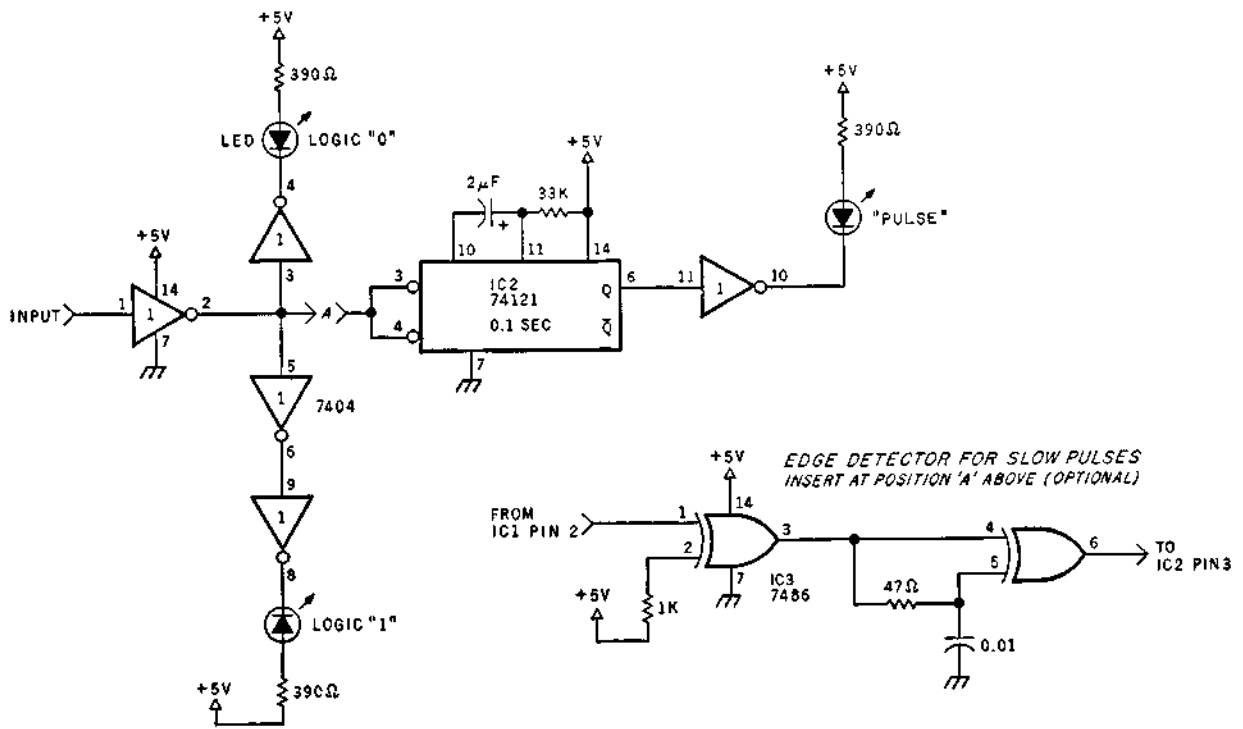 +5V
390Ω
LED
LOGIC "0"
4
1
3
+5V
14
INPUT
1
1
2
7
A
5
1
7404
6
9
1
8
LOGIC "1"
+5V
390Ω
+5V
2μF
33K
+
10
11
14
3
4
IC2
74121
0.1 SEC
Q
Q̅
6
7
11
1
10
+5V
390Ω
"PULSE"
EDGE DETECTOR FOR SLOW PULSES
INSERT AT POSITION 'A' ABOVE (OPTIONAL)
+5V
14
FROM
IC1 PIN 2
1
2
3
7
IC3
7486
1K
+5V
4
5
6
TO
IC2 PIN3
47Ω
0.01